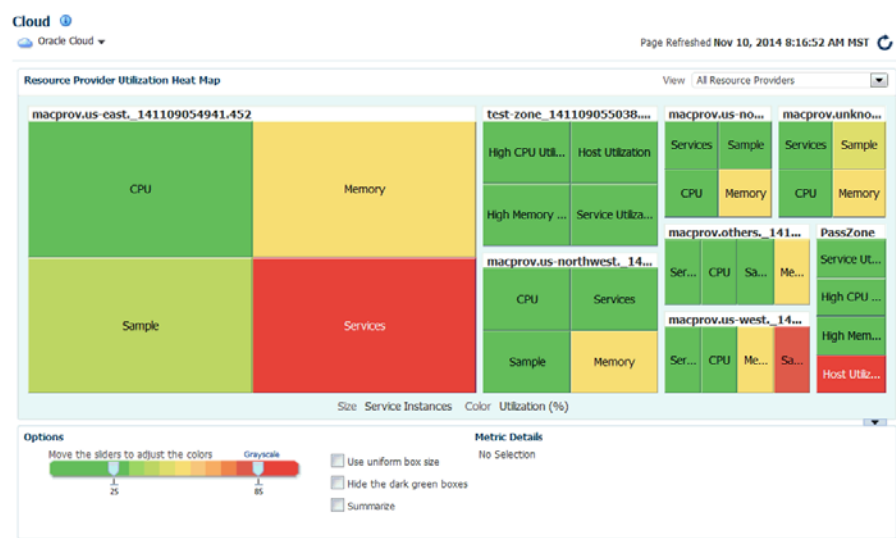 Cloud
Oracle Cloud
Page Refreshed Nov 10, 2014 8:16:52 AM MST
Resource Provider Utilization Heat Map
View All Resource Providers
macprov.us-east._141109054941.452
CPU
Memory
Sample
Services
test-zone_141109055038....
High CPU Utili...
Host Utilization
High Memory ...
Service Utiliza...
macprov.us-northwest._14...
CPU
Services
Sample
Memory
macprov.us-no...
Services
Sample
CPU
Memory
macprov.unkno...
Services
Sample
CPU
Memory
macprov.others._141...
Ser...
CPU
Sa...
Me...
macprov.us-west._14...
Ser...
CPU
Me...
Sa...
PassZone
Service Ut...
High CPU ...
High Mem...
Host Utiliz...
Size Service Instances Color Utilization (%)
Options
Move the sliders to adjust the colors
Grayscale
25
85
Use uniform box size
Hide the dark green boxes
Summarize
Metric Details
No Selection